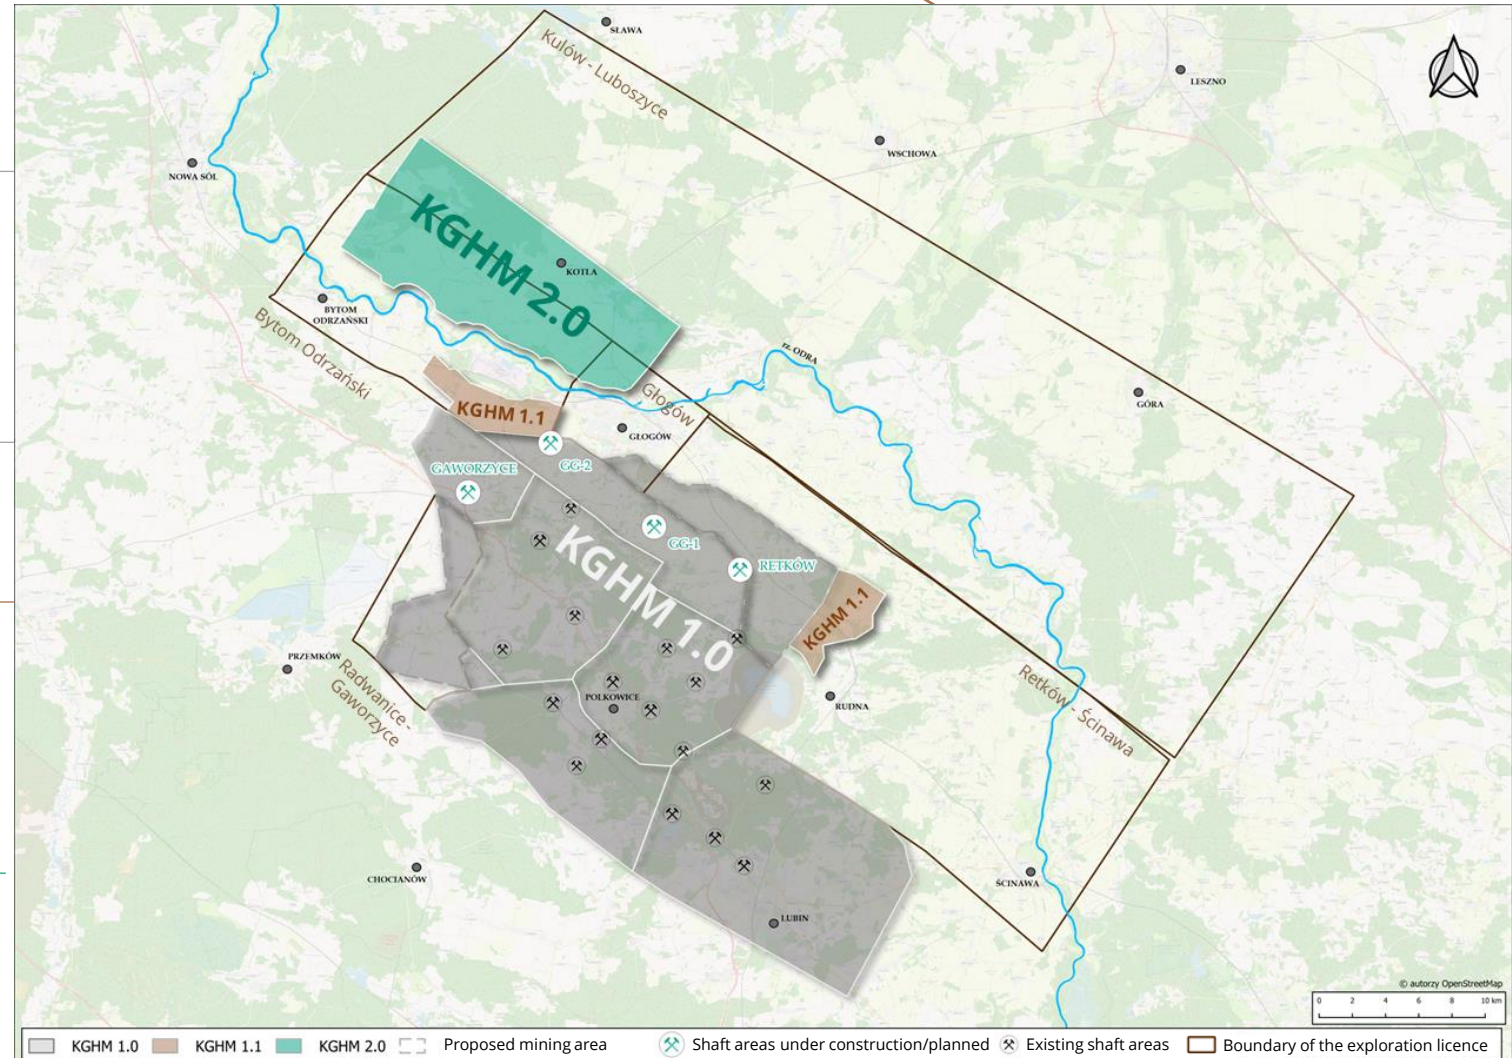 SŁAWA
Kulów - Luboszyce
LESZNO
WSCHOWA
NOWA SÓL
KGHM 2.0
KOTLA
BYTOM
ODRZAŃSKI
Bytom Odrzański
rz. ODRA
Głogów
GÓRA
KGHM 1.1
GŁOGÓW
GAWORZYCE
GG-2
KGHM 1.0
GG-1
RETKÓW
KGHM 1.1
PRZEMKÓW
Radwanice -
Gaworzyce
POLKOWICE
RUDNA
Retków - Ścinawa
CHOCIANÓW
ŚCINAWA
LUBIN
© autorzy OpenStreetMap
0 2 4 6 8 10 km
KGHM 1.0 KGHM 1.1 KGHM 2.0 Proposed mining area Shaft areas under construction/planned Existing shaft areas Boundary of the exploration licence